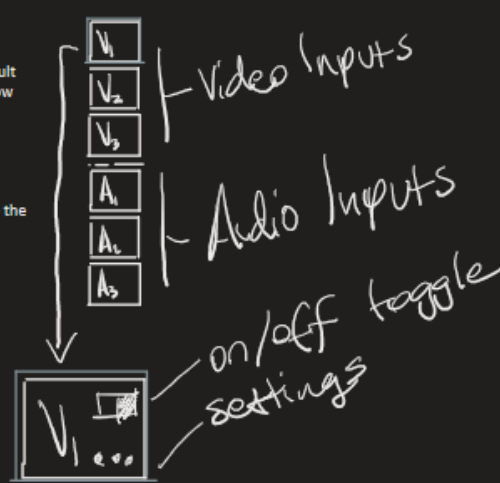 V1
ult
Video Inputs
V2
ow
V3
A1
the
Audio Inputs
A2
A3
on/off toggle
V1 ...
settings